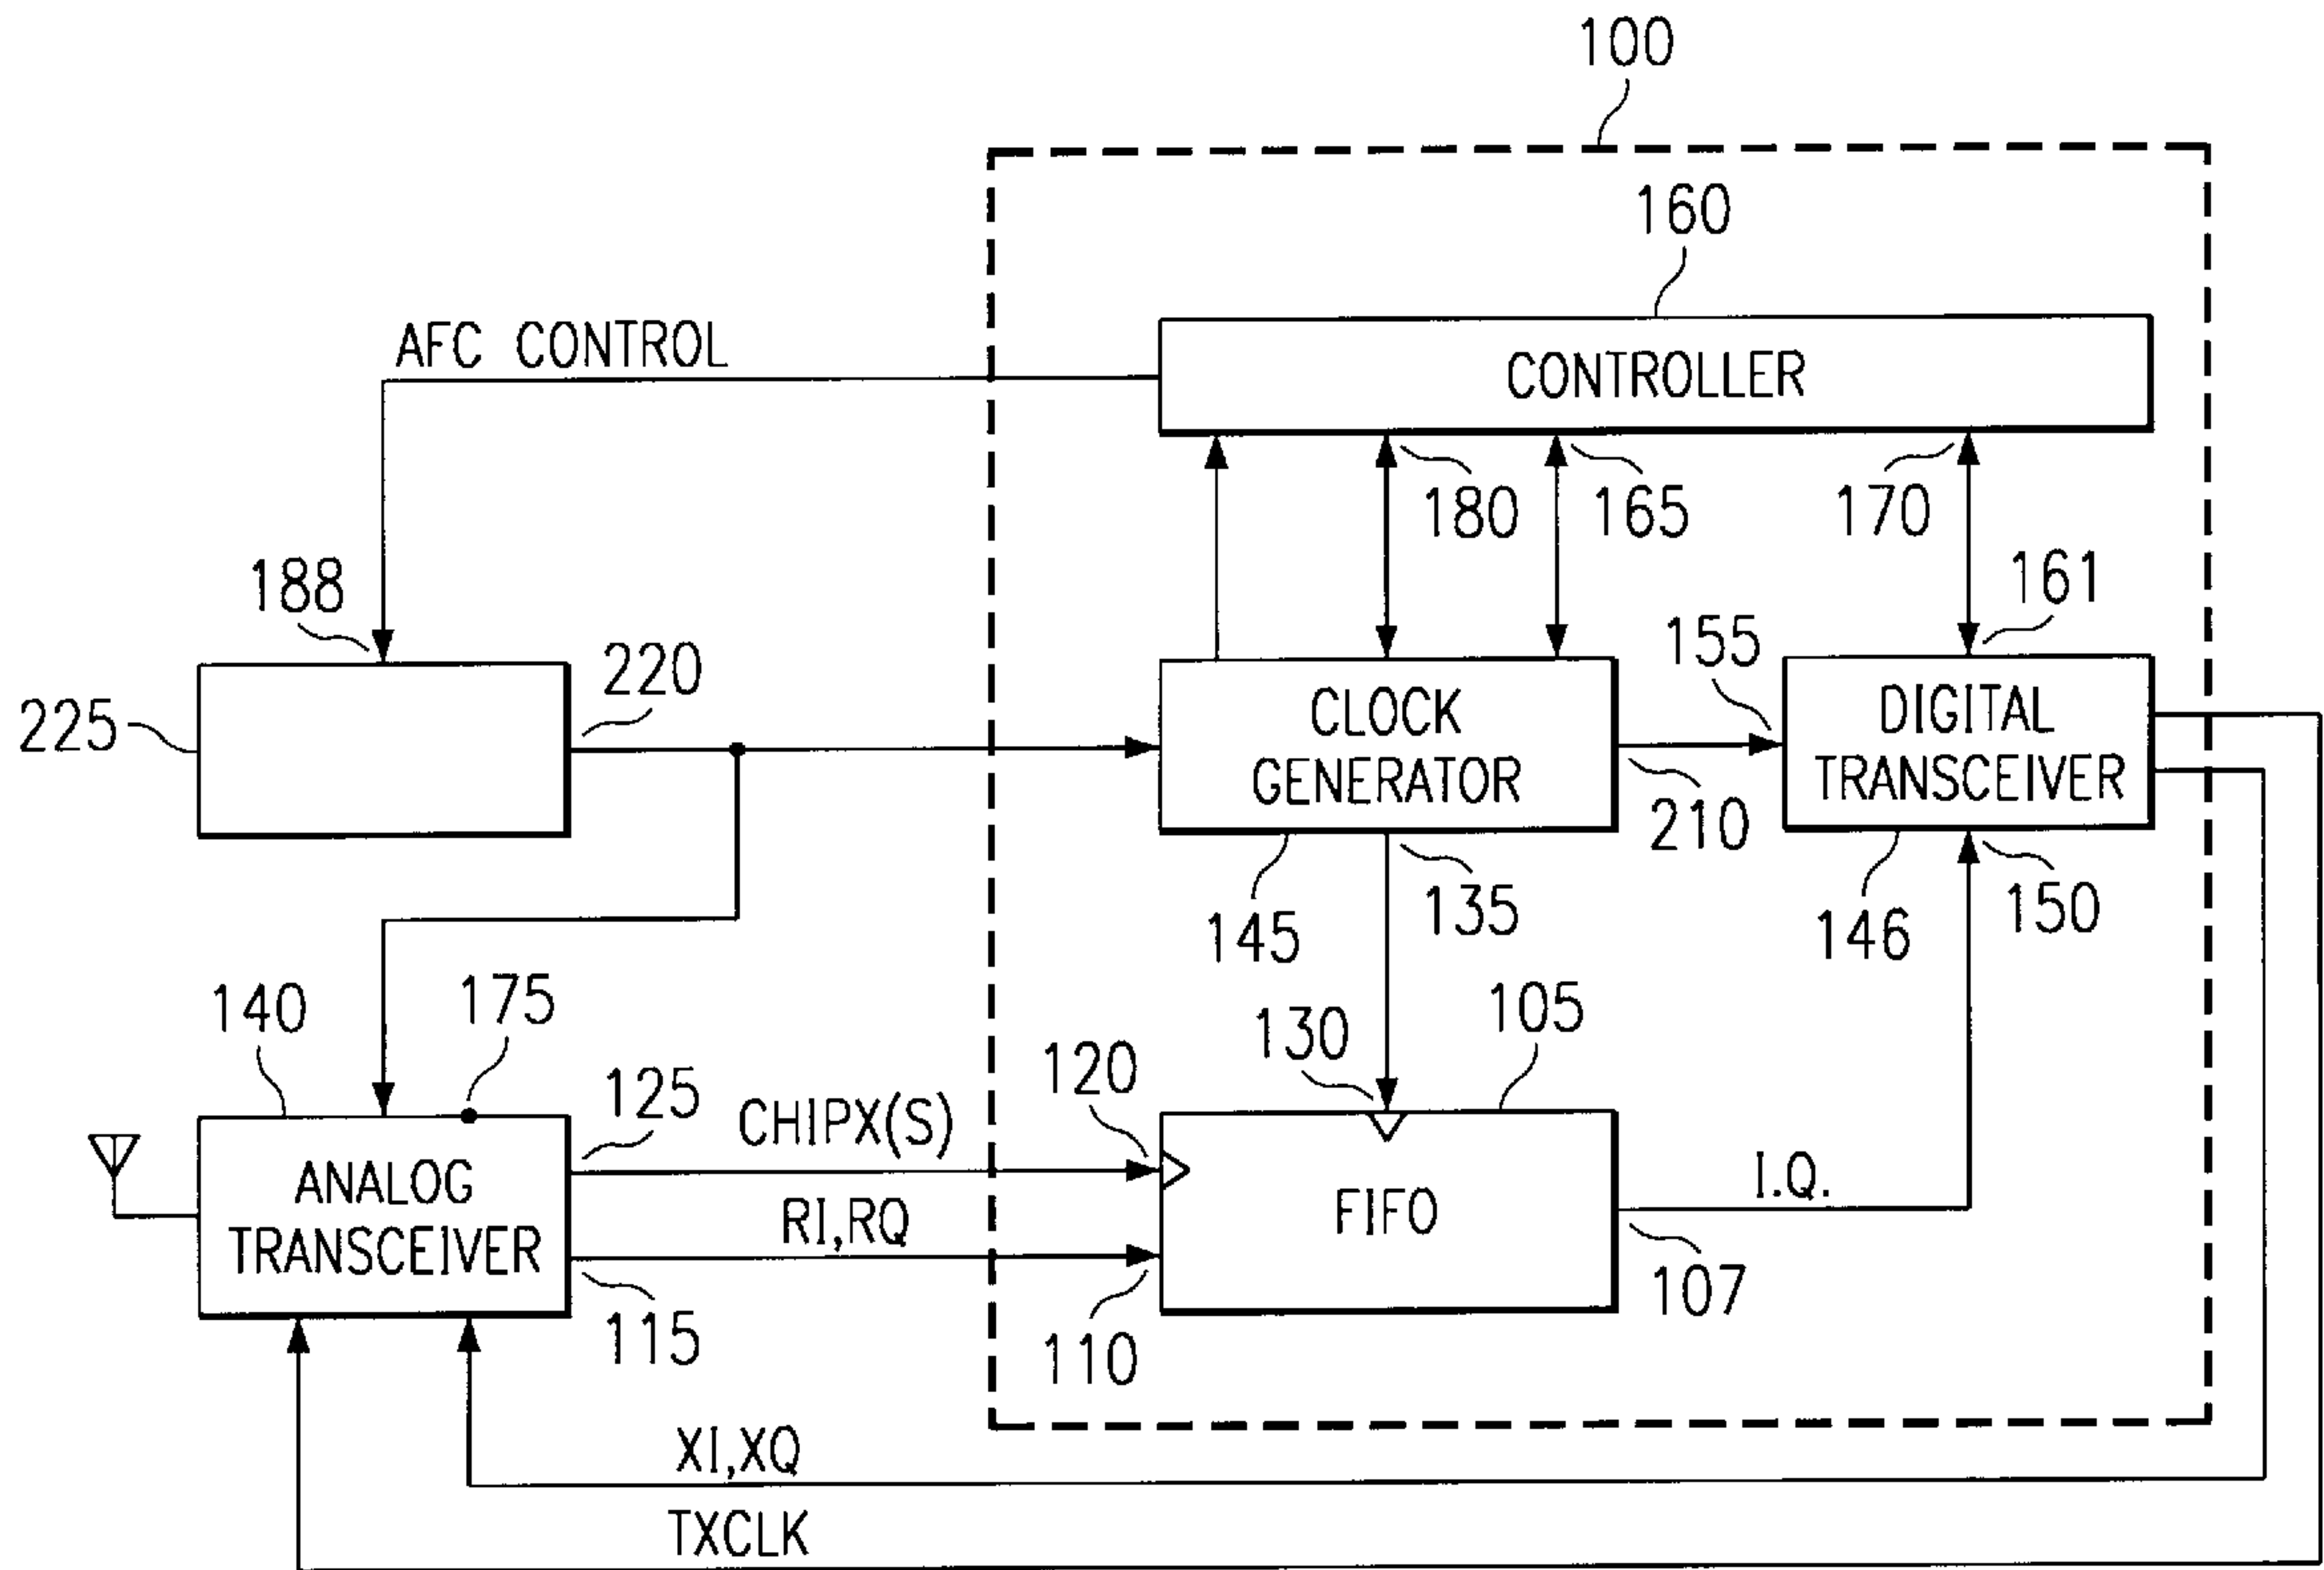 100
160
AFC CONTROL
CONTROLLER
180
165
170
188
161
220
155
225
CLOCK
GENERATOR
DIGITAL
TRANSCEIVER
210
145
135
146
150
140
175
130
105
120
125
CHIPX(S)
ANALOG
TRANSCEIVER
RI,RQ
FIFO
I.Q.
115
110
107
XI,XQ
TXCLK